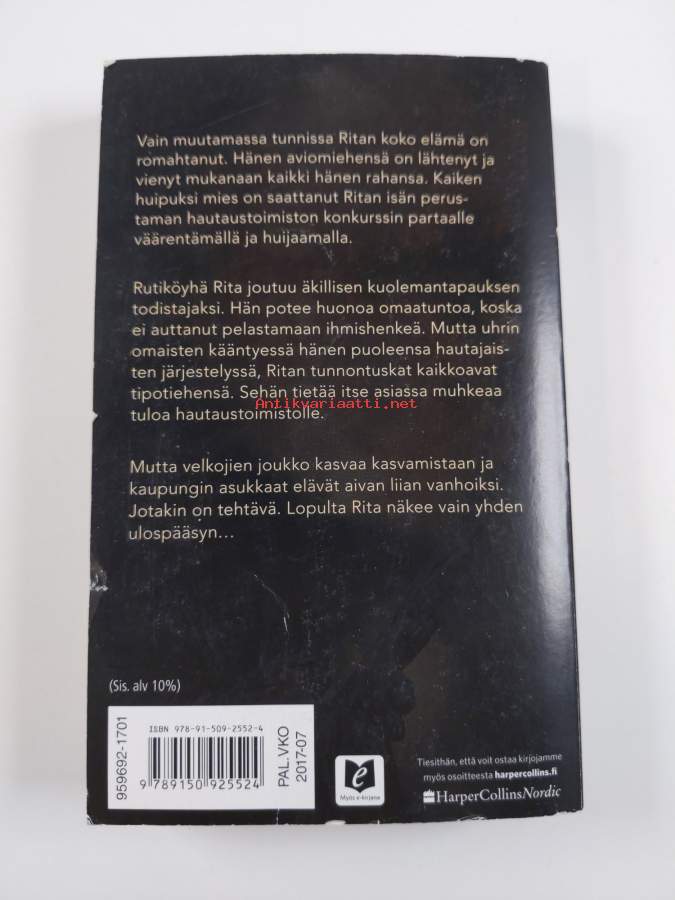 Vain muutamassa tunnissa Ritan koko elämä on
romahtanut. Hänen aviomiehensä on lähtenyt ja
vienyt mukanaan kaikki hänen rahansa. Kaiken
huipuksi mies on saattanut Ritan isän perus-
taman hautaustoimiston konkurssin partaalle
väärentämällä ja huijaamalla.
Rutiköyhä Rita joutuu äkillisen kuolemantapauksen
todistajaksi. Hän potee huonoa omaatuntoa, koska
ei auttanut pelastamaan ihmishenkeä. Mutta uhrin
omaisten kääntyessä hänen puoleensa hautajais-
ten järjestelyssä, Ritan tunnontuskat kaikkoavat
tipotiehensä. Sehän tietää itse asiassa muhkeaa
Antikvariaatti.net
tuloa hautaustoimistolle.
Mutta velkojien joukko kasvaa kasvamistaan ja
kaupungin asukkaat elävät aivan liian vanhoiksi.
Jotakin on tehtävä. Lopulta Rita näkee vain yhden
ulospääsyn...
(Sis. alv 10%)
959692-1701
ISBN 978-91-509-2552-4
9 789150 925524
PAL.VKO
2017-07
e
Myös e-kirjana
Tiesithän, että voit ostaa kirjojamme
myös osoitteesta harpercollins.fi
HarperCollins Nordic